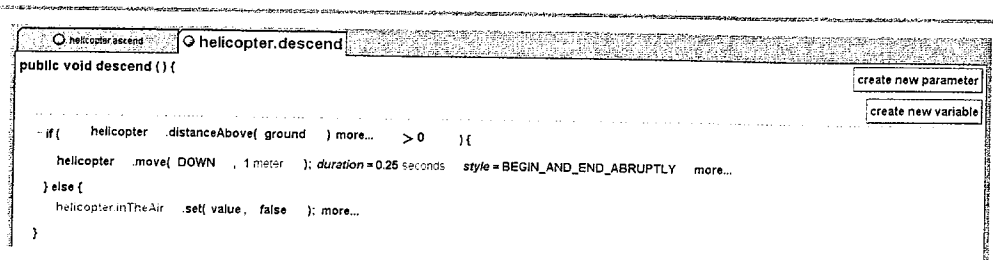 helicopter.ascend helicopter.descend
public void descend ( ) {
create new parameter
create new variable
if ( helicopter .distanceAbove( ground ) more... > 0 ) {
helicopter .move( DOWN , 1 meter ); duration = 0.25 seconds style = BEGIN_AND_END_ABRUPTLY more...
} else {
helicopter.inTheAir .set( value , false ); more...
}